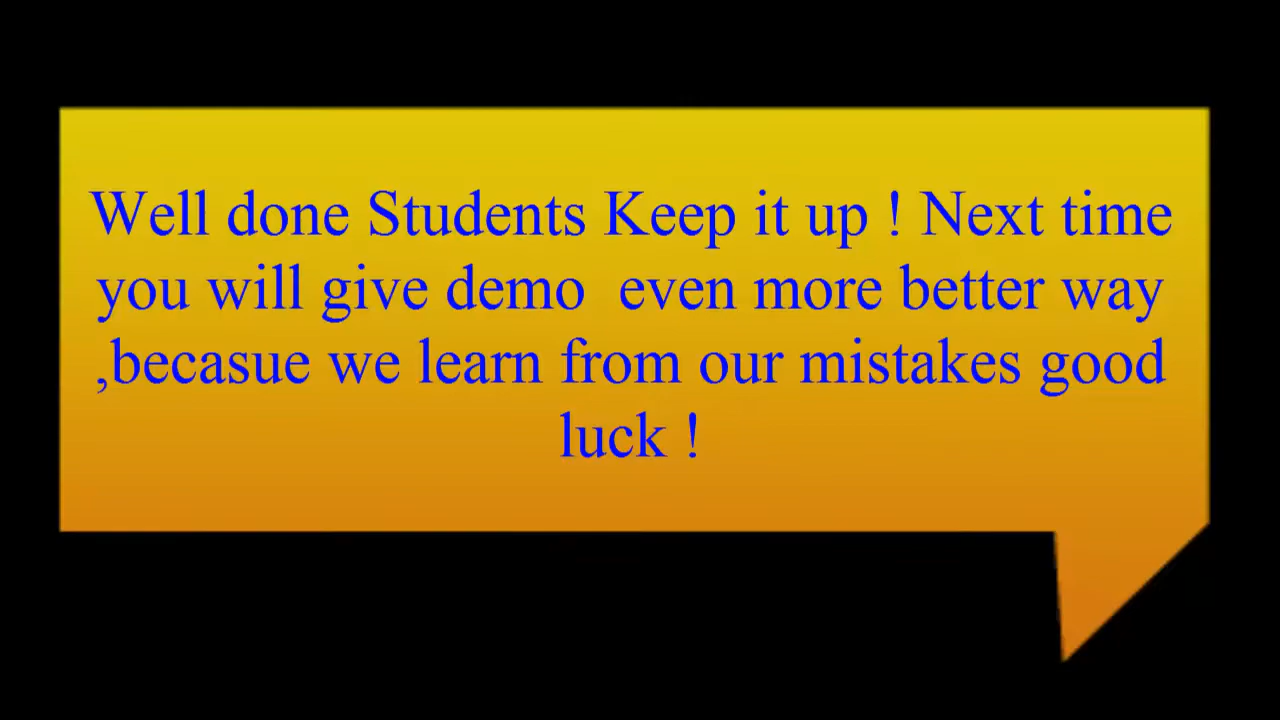 Well done Students Keep it up ! Next time
you will give demo  even more better way
,becasue we learn from our mistakes good
luck !